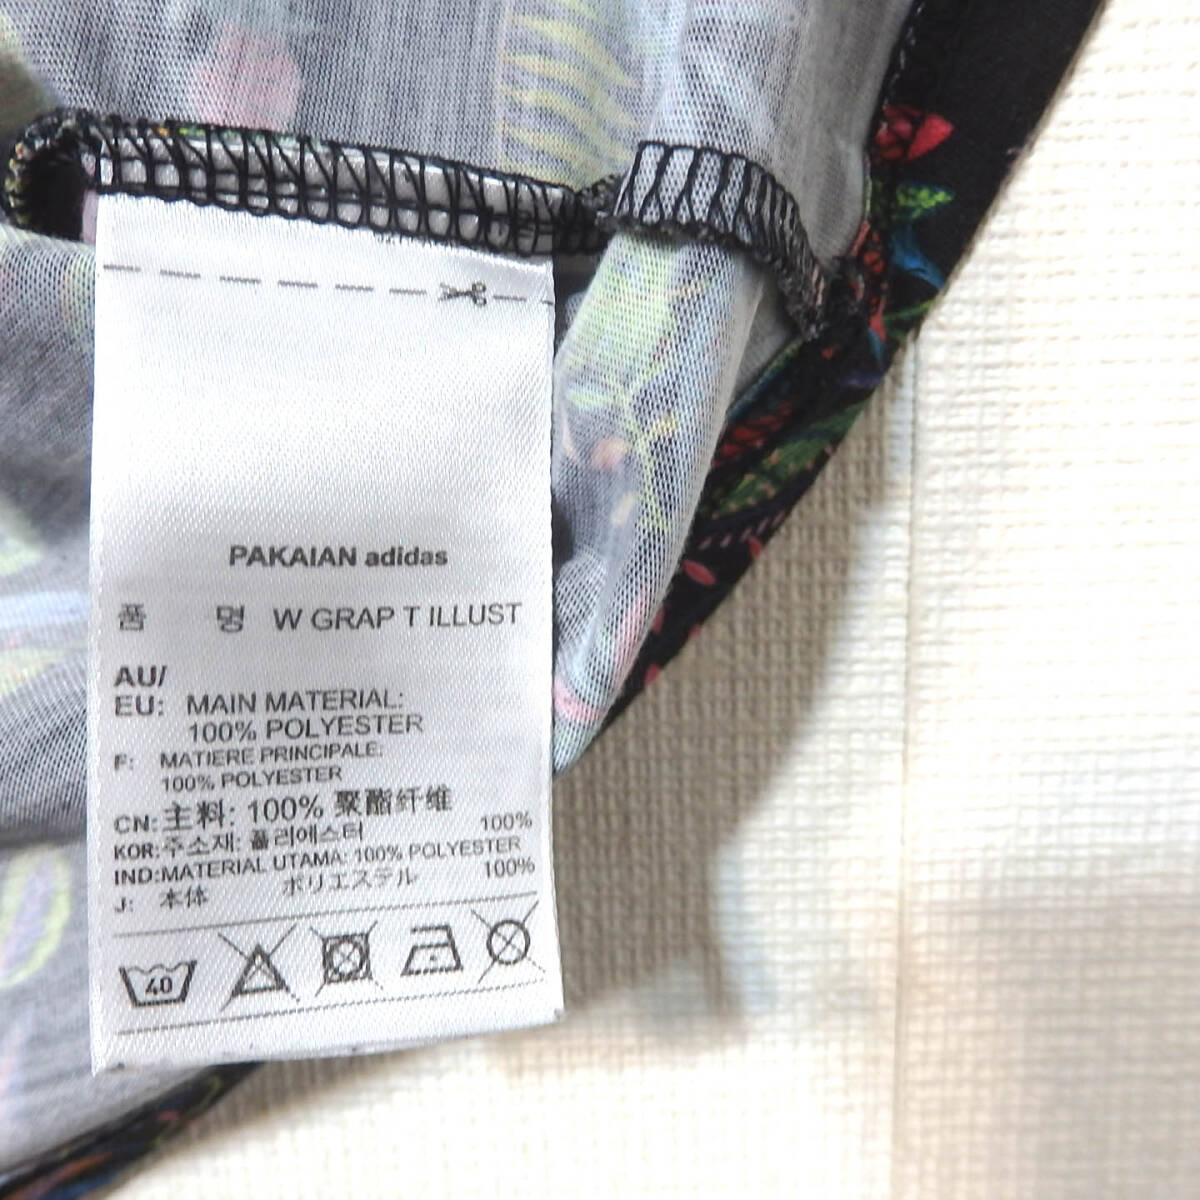 PAKAIAN adidas
품 명 W GRAP T ILLUST
AU/
EU: MAIN MATERIAL:
100% POLYESTER
F: MATIERE PRINCIPALE:
100% POLYESTER
CN: 主料: 100% 聚酯纤维
KOR: 주소재: 폴리에스터 100%
IND: MATERIAL UTAMA: 100% POLYESTER
J: 本体 ポリエステル 100%
40